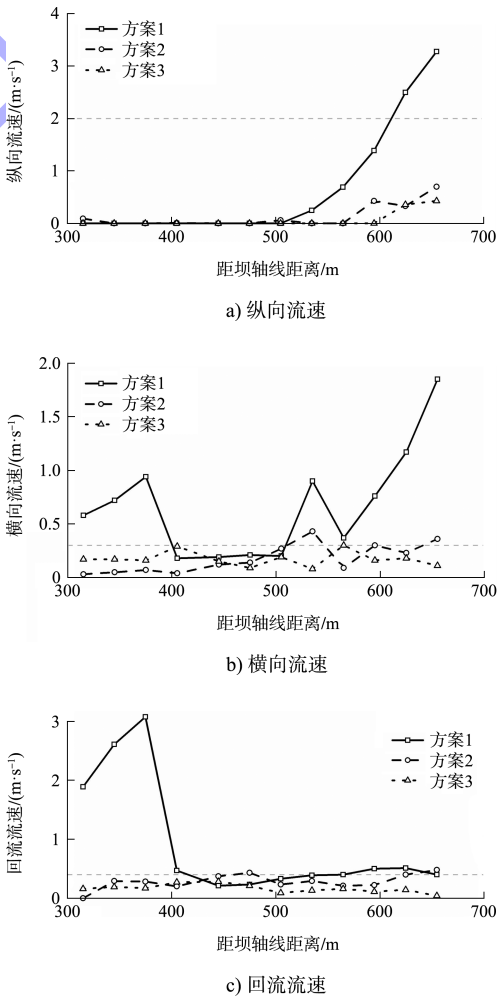 4
3
2
1
0
纵向流速/(m·s⁻¹)
方案1
方案2
方案3
300 400 500 600 700
距坝轴线距离/m
a) 纵向流速
2.0
1.5
1.0
0.5
0
横向流速/(m·s⁻¹)
方案1
方案2
方案3
300 400 500 600 700
距坝轴线距离/m
b) 横向流速
3
2
1
0
回流流速/(m·s⁻¹)
方案1
方案2
方案3
300 400 500 600 700
距坝轴线距离/m
c) 回流流速